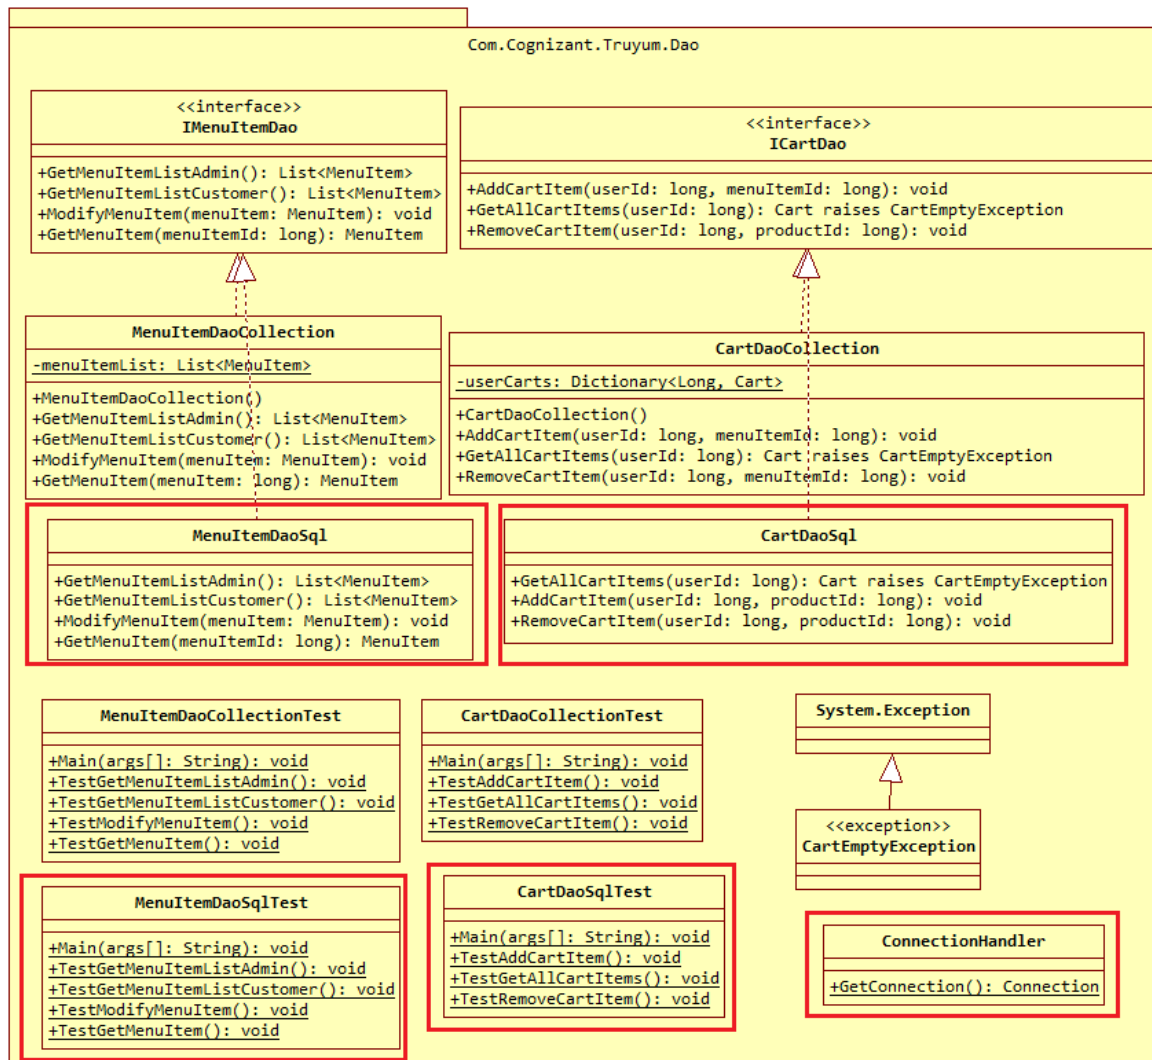 Com.Cognizant.Truyum.Dao
<<interface>>
IMenuItemDao
+GetMenuItemListAdmin(): List<MenuItem>
+GetMenuItemListCustomer(): List<MenuItem>
+ModifyMenuItem(menuItem: MenuItem): void
+GetMenuItem(menuItemId: long): MenuItem
<<interface>>
ICartDao
+AddCartItem(userId: long, menuItemId: long): void
+GetAllCartItems(userId: long): Cart raises CartEmptyException
+RemoveCartItem(userId: long, productId: long): void
MenuItemDaoCollection
-menuItemList: List<MenuItem>
+MenuItemDaoCollection()
+GetMenuItemListAdmin(): List<MenuItem>
+GetMenuItemListCustomer(): List<MenuItem>
+ModifyMenuItem(menuItem: MenuItem): void
+GetMenuItem(menuItem: long): MenuItem
CartDaoCollection
-userCarts: Dictionary<Long, Cart>
+CartDaoCollection()
+AddCartItem(userId: long, menuItemId: long): void
+GetAllCartItems(userId: long): Cart raises CartEmptyException
+RemoveCartItem(userId: long, menuItemId: long): void
MenuItemDaoSql
+GetMenuItemListAdmin(): List<MenuItem>
+GetMenuItemListCustomer(): List<MenuItem>
+ModifyMenuItem(menuItem: MenuItem): void
+GetMenuItem(menuItemId: long): MenuItem
CartDaoSql
+GetAllCartItems(userId: long): Cart raises CartEmptyException
+AddCartItem(userId: long, productId: long): void
+RemoveCartItem(userId: long, productId: long): void
MenuItemDaoCollectionTest
+Main(args[]: String): void
+TestGetMenuItemListAdmin(): void
+TestGetMenuItemListCustomer(): void
+TestModifyMenuItem(): void
+TestGetMenuItem(): void
CartDaoCollectionTest
+Main(args[]: String): void
+TestAddCartItem(): void
+TestGetAllCartItems(): void
+TestRemoveCartItem(): void
System.Exception
<<exception>>
CartEmptyException
MenuItemDaoSqlTest
+Main(args[]: String): void
+TestGetMenuItemListAdmin(): void
+TestGetMenuItemListCustomer(): void
+TestModifyMenuItem(): void
+TestGetMenuItem(): void
CartDaoSqlTest
+Main(args[]: String): void
+TestAddCartItem(): void
+TestGetAllCartItems(): void
+TestRemoveCartItem(): void
ConnectionHandler
+GetConnection(): Connection